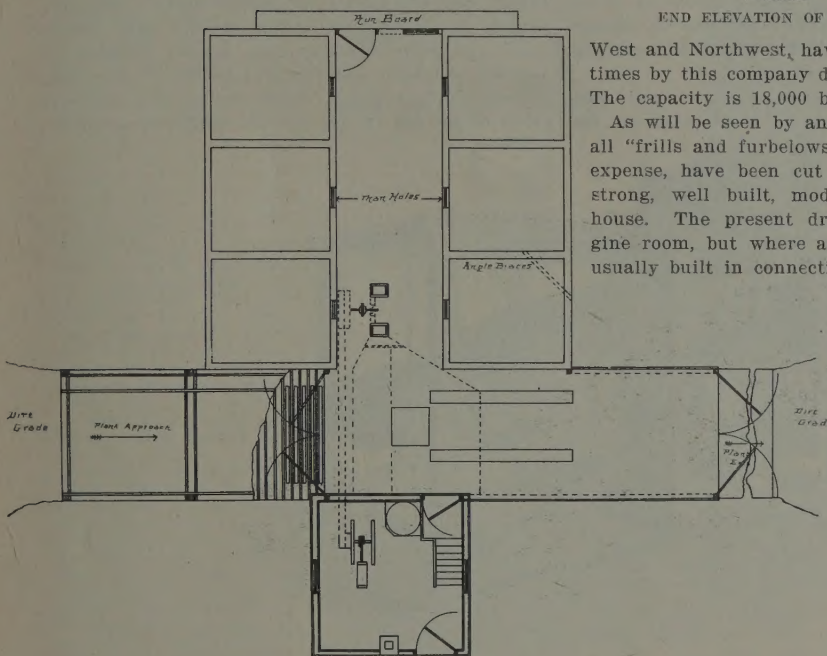 END ELEVATION OF
West and Northwest, hav
times by this company d
The capacity is 18,000 b
As will be seen by an
all "frills and furbelows
expense, have been cut
strong, well built, mod
house. The present dr
gine room, but where a
usually built in connecti
Run Board
Man Holes
Angle Braces
Dirt
Grade
Plank Approach
Dirt
Grade
Plank